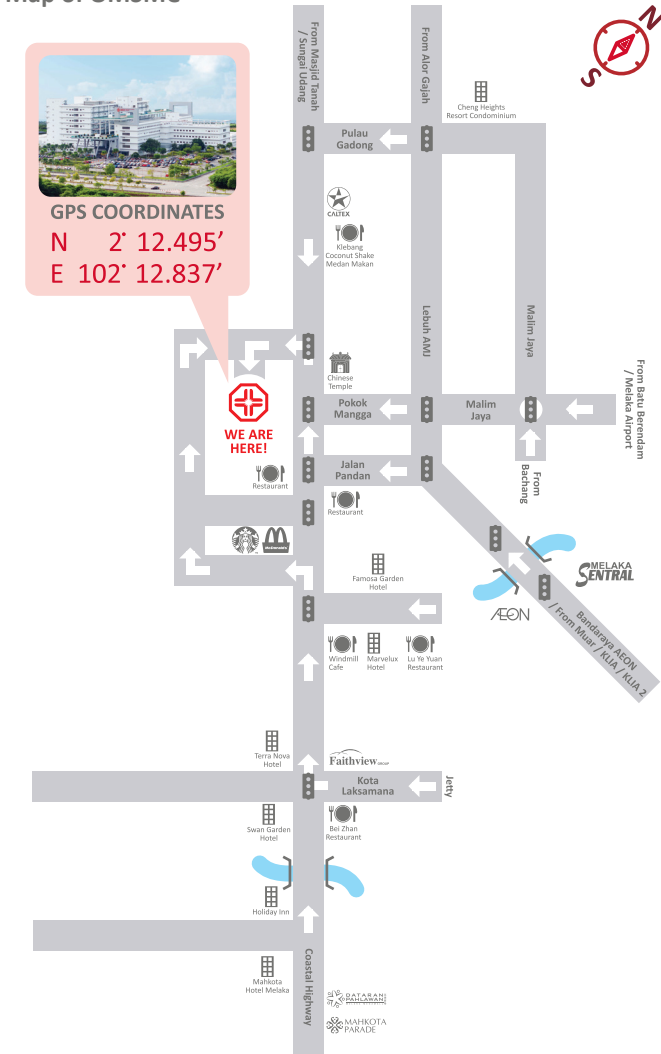 Map of OMSMC
N
S
From Masjid Tanah
/ Sungai Udang
From Alor Gajah
Cheng Heights
Resort Condominium
Pulau
Gadong
GPS COORDINATES
N 2° 12.495’
E 102° 12.837’
CALTEX
Klebang
Coconut Shake
Medan Makan
Lebuh AMJ
Malim Jaya
From Batu Berendam
/ Melaka Airport
Chinese
Temple
WE ARE
HERE!
Pokok
Mangga
Malim
Jaya
From
Bachang
Jalan
Pandan
Restaurant
Restaurant
McDonald's
Famosa Garden
Hotel
MELAKA
SENTRAL
AEON
Bandaraya AEON
/ From Muar / KLIA / KLIA 2
Windmill
Cafe
Marvelux
Hotel
Lu Ye Yuan
Restaurant
Terra Nova
Hotel
Faithview GROUP
Kota
Laksamana
Jetty
Swan Garden
Hotel
Bei Zhan
Restaurant
Holiday Inn
Mahkota
Hotel Melaka
Coastal Highway
DATARAN
PAHLAWAN
MAHKOTA
PARADE